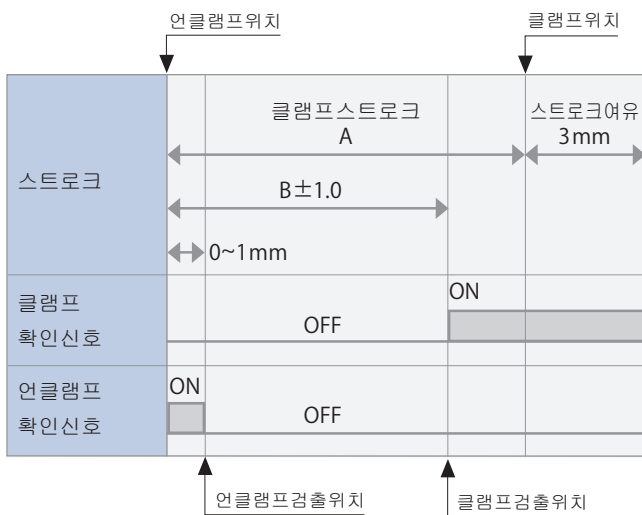 언클램프위치
클램프위치
스트로크
클램프스트로크
A
스트로크여유
3mm
B±1.0
0~1mm
클램프
확인신호
OFF
ON
언클램프
확인신호
ON
OFF
언클램프검출위치
클램프검출위치